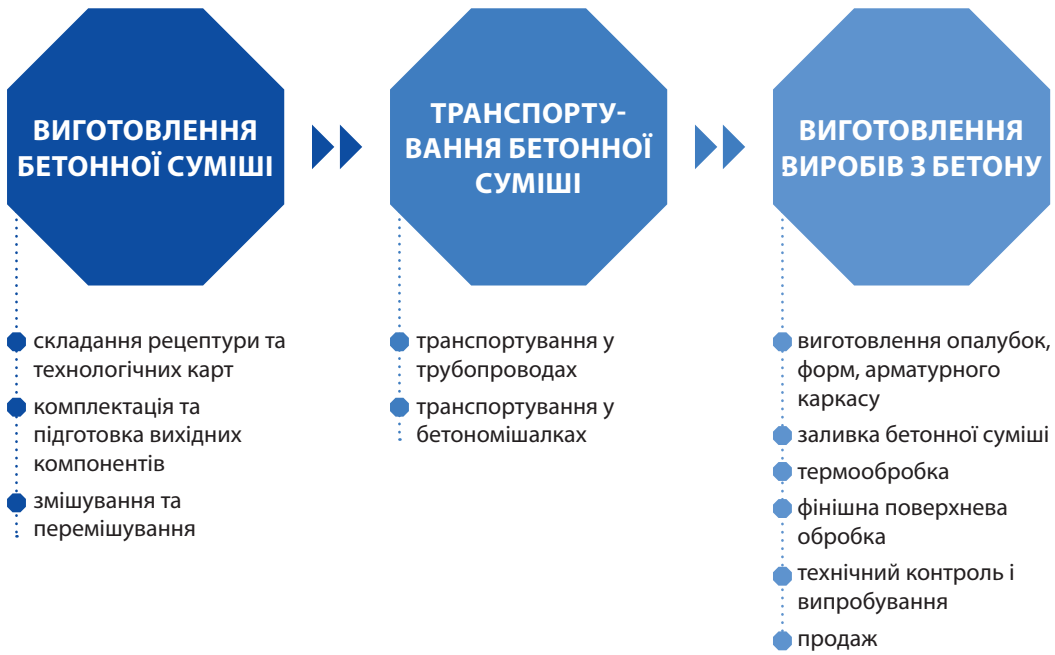 ВИГОТОВЛЕННЯ
БЕТОННОЇ СУМІШІ
складання рецептури та
технологічних карт
комплектація та
підготовка вихідних
компонентів
змішування та
перемішування
ТРАНСПОРТУ-
ВАННЯ БЕТОННОЇ
СУМІШІ
транспортування у
трубопроводах
транспортування у
бетономішалках
ВИГОТОВЛЕННЯ
ВИРОБІВ З БЕТОНУ
виготовлення опалубок,
форм, арматурного
каркасу
заливка бетонної суміші
термообробка
фінішна поверхнева
обробка
технічний контроль і
випробування
продаж